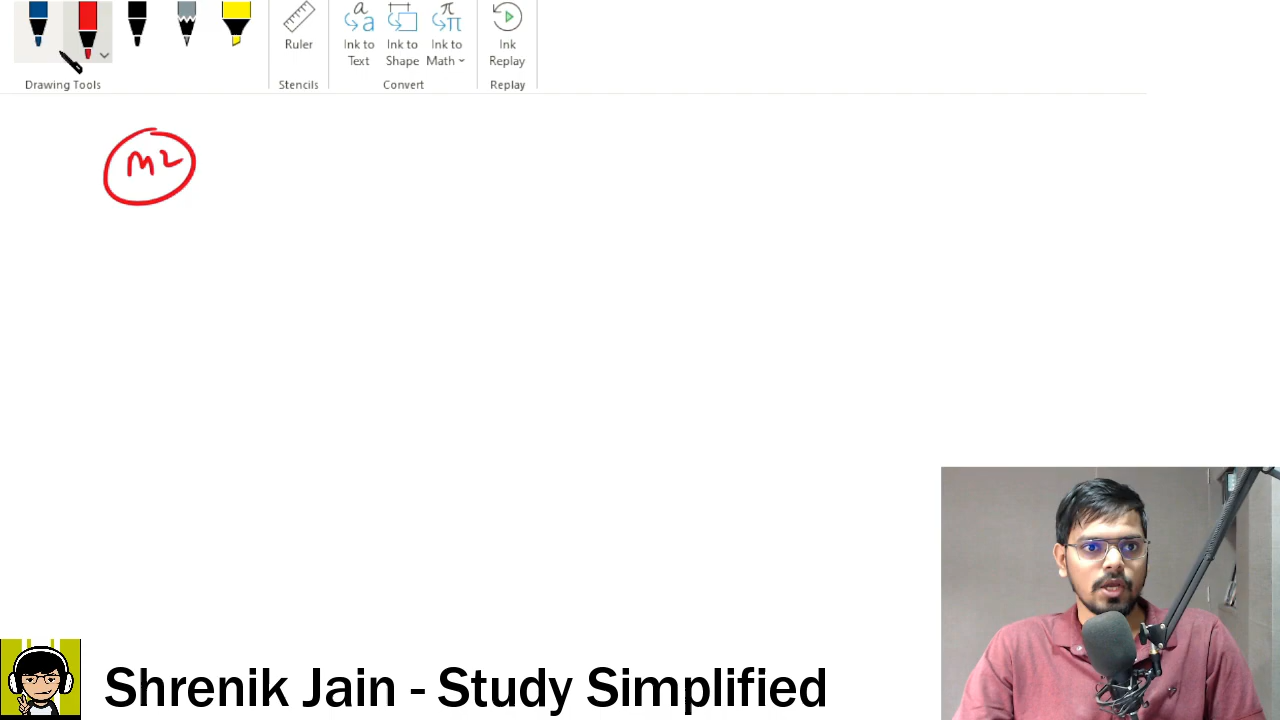 Ruler
Ink to Text
Ink to Shape
Ink to Math
Ink Replay
Drawing Tools
Stencils
Convert
Replay
M2
Shrenik Jain - Study Simplified